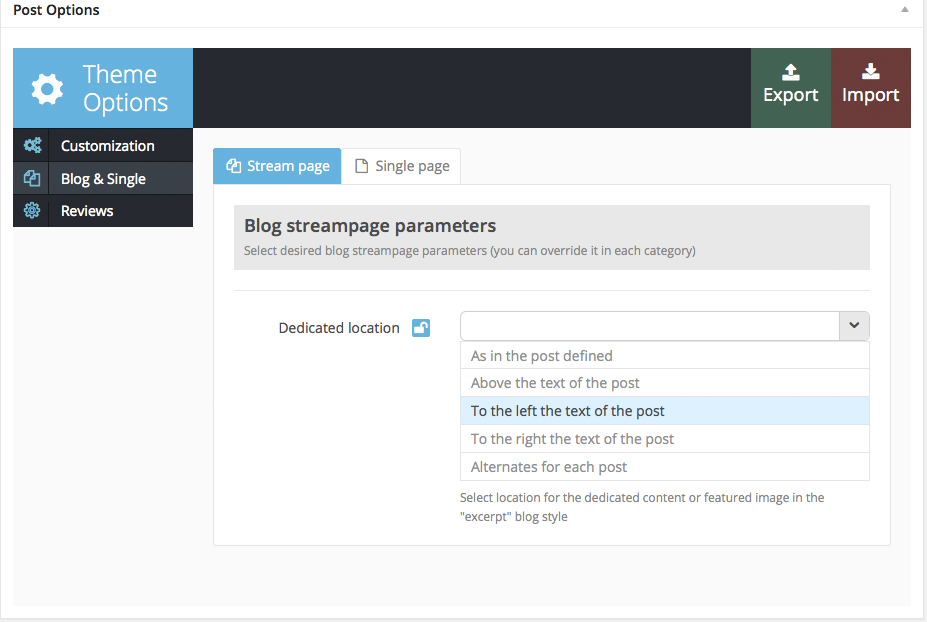 Post Options
Theme
Options
Export
Import
Customization
Blog & Single
Reviews
Stream page
Single page
Blog streampage parameters
Select desired blog streampage parameters (you can override it in each category)
Dedicated location
As in the post defined
Above the text of the post
To the left the text of the post
To the right the text of the post
Alternates for each post
Select location for the dedicated content or featured image in the
"excerpt" blog style